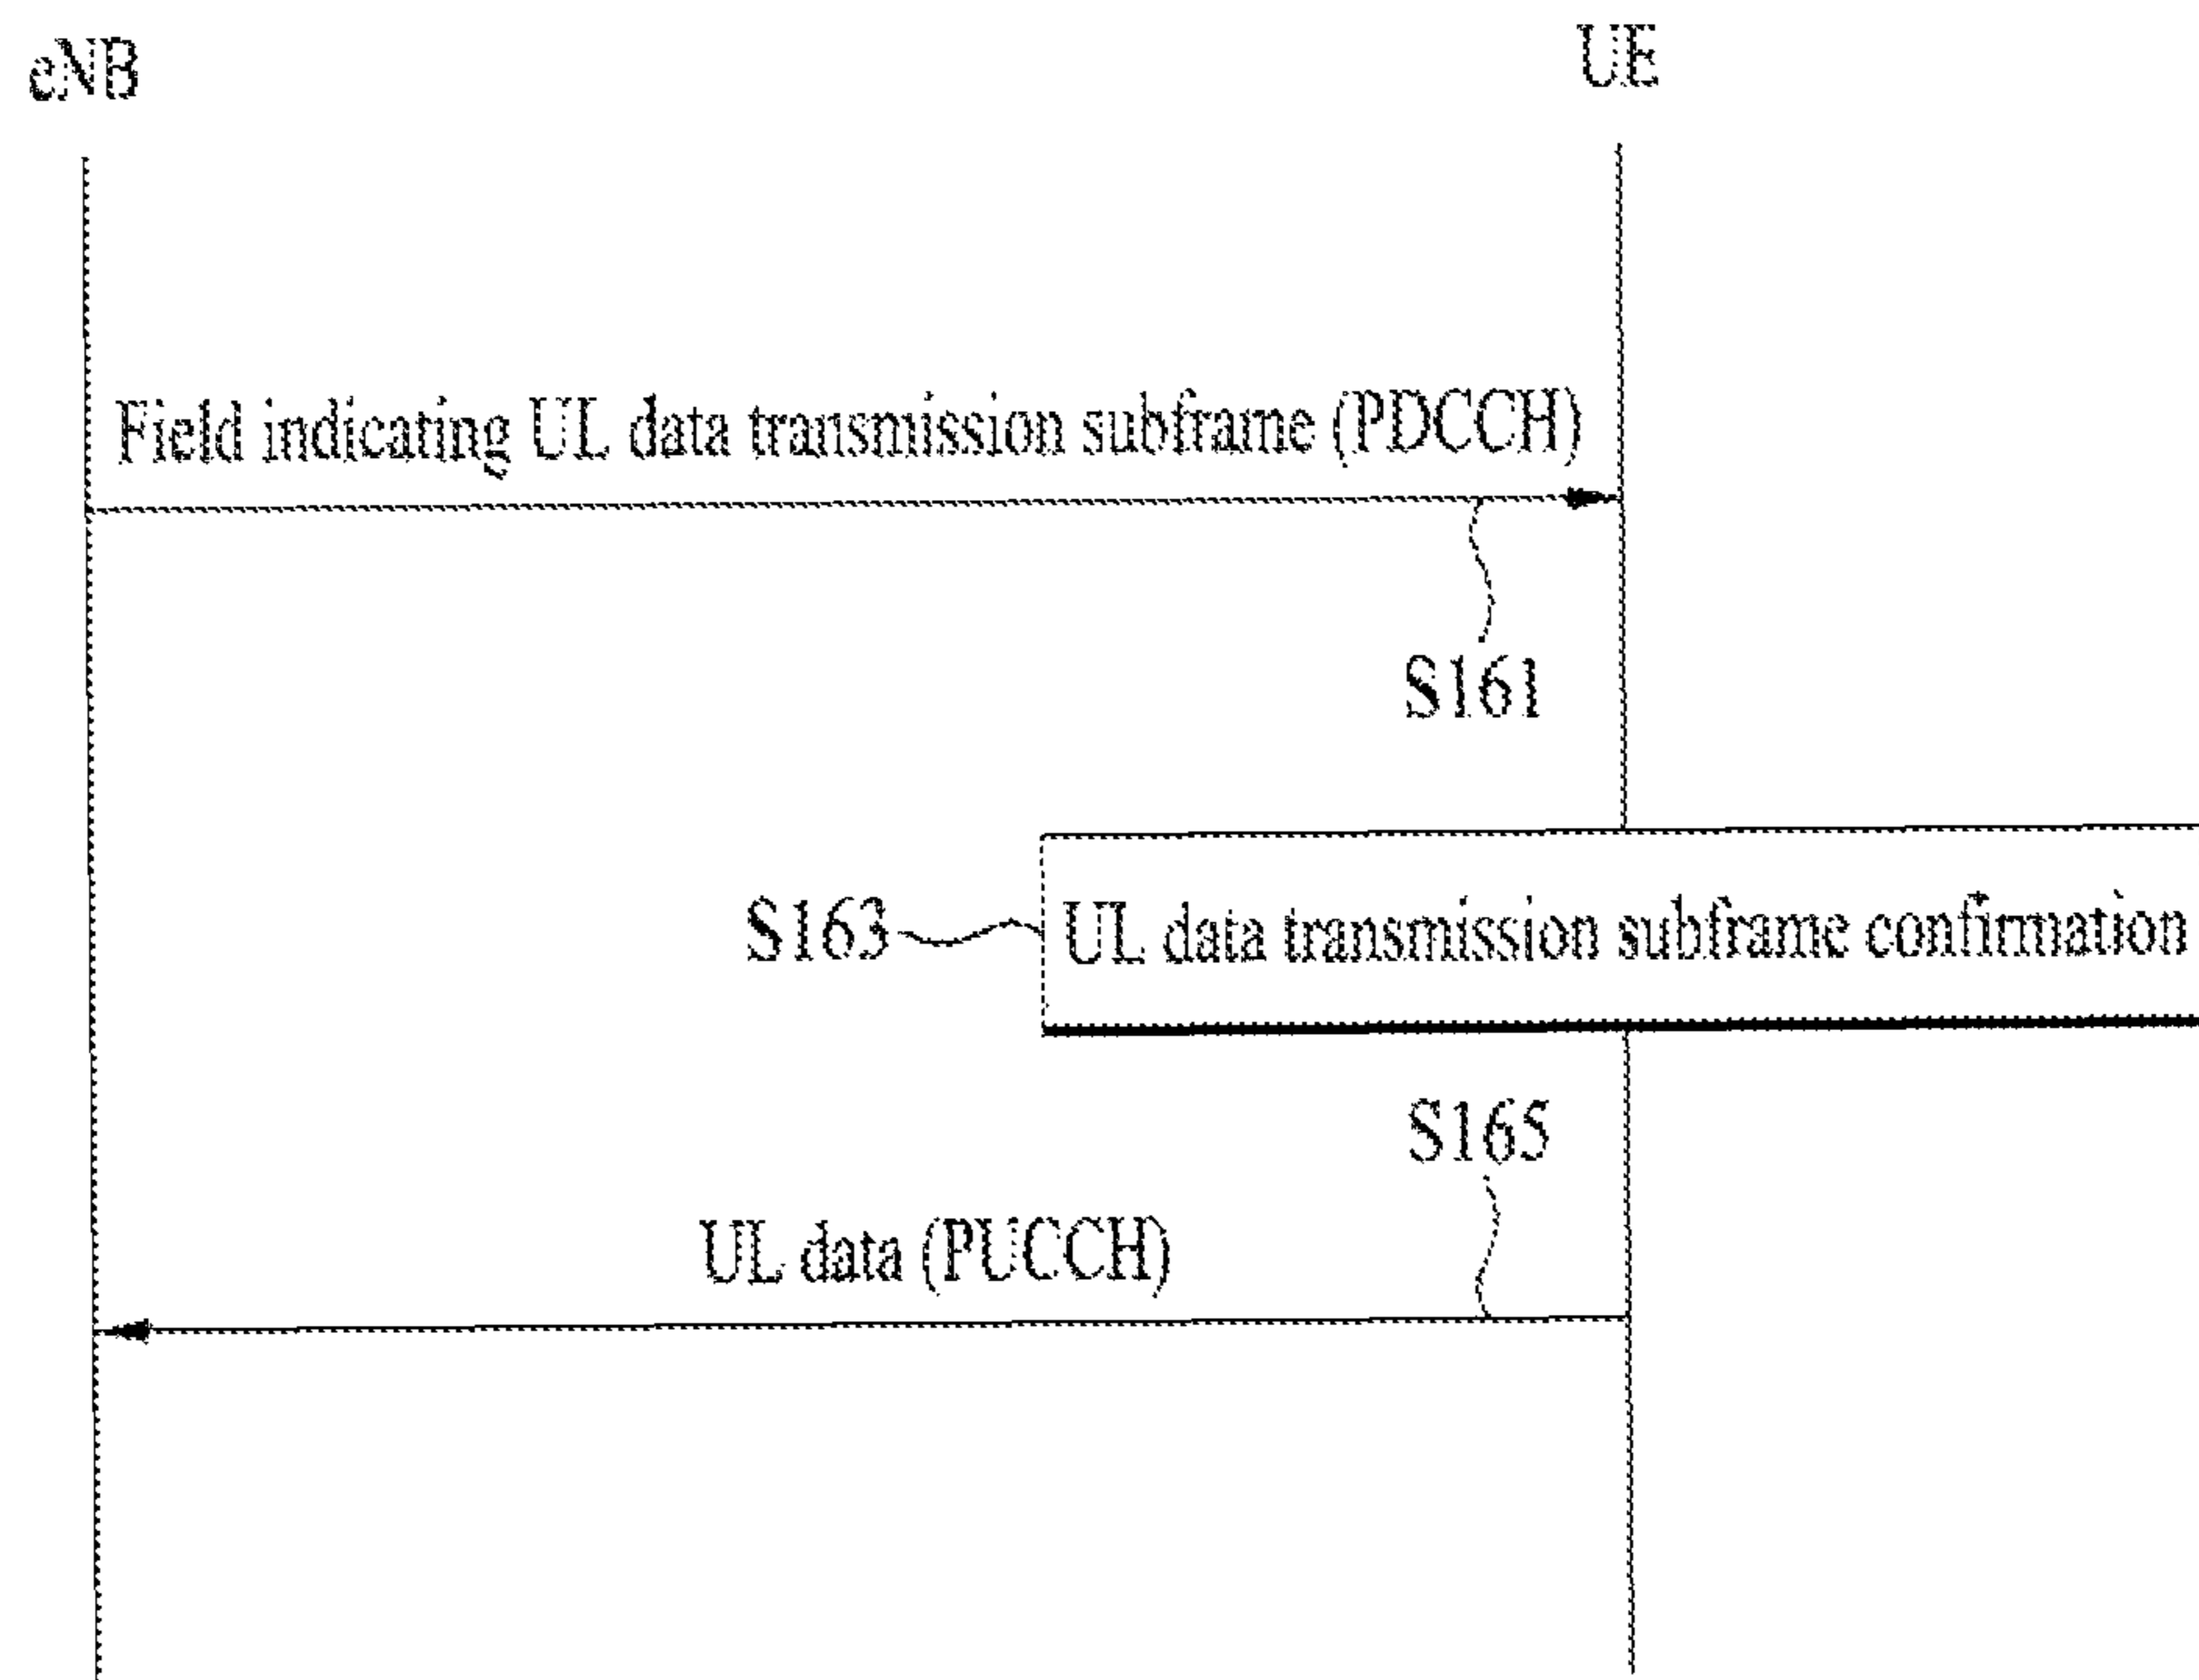 eNB
UE
Field indicating UL data transmission subframe (PDCCH)
S161
S163
UL data transmission subframe confirmation
S165
UL data (PUCCH)